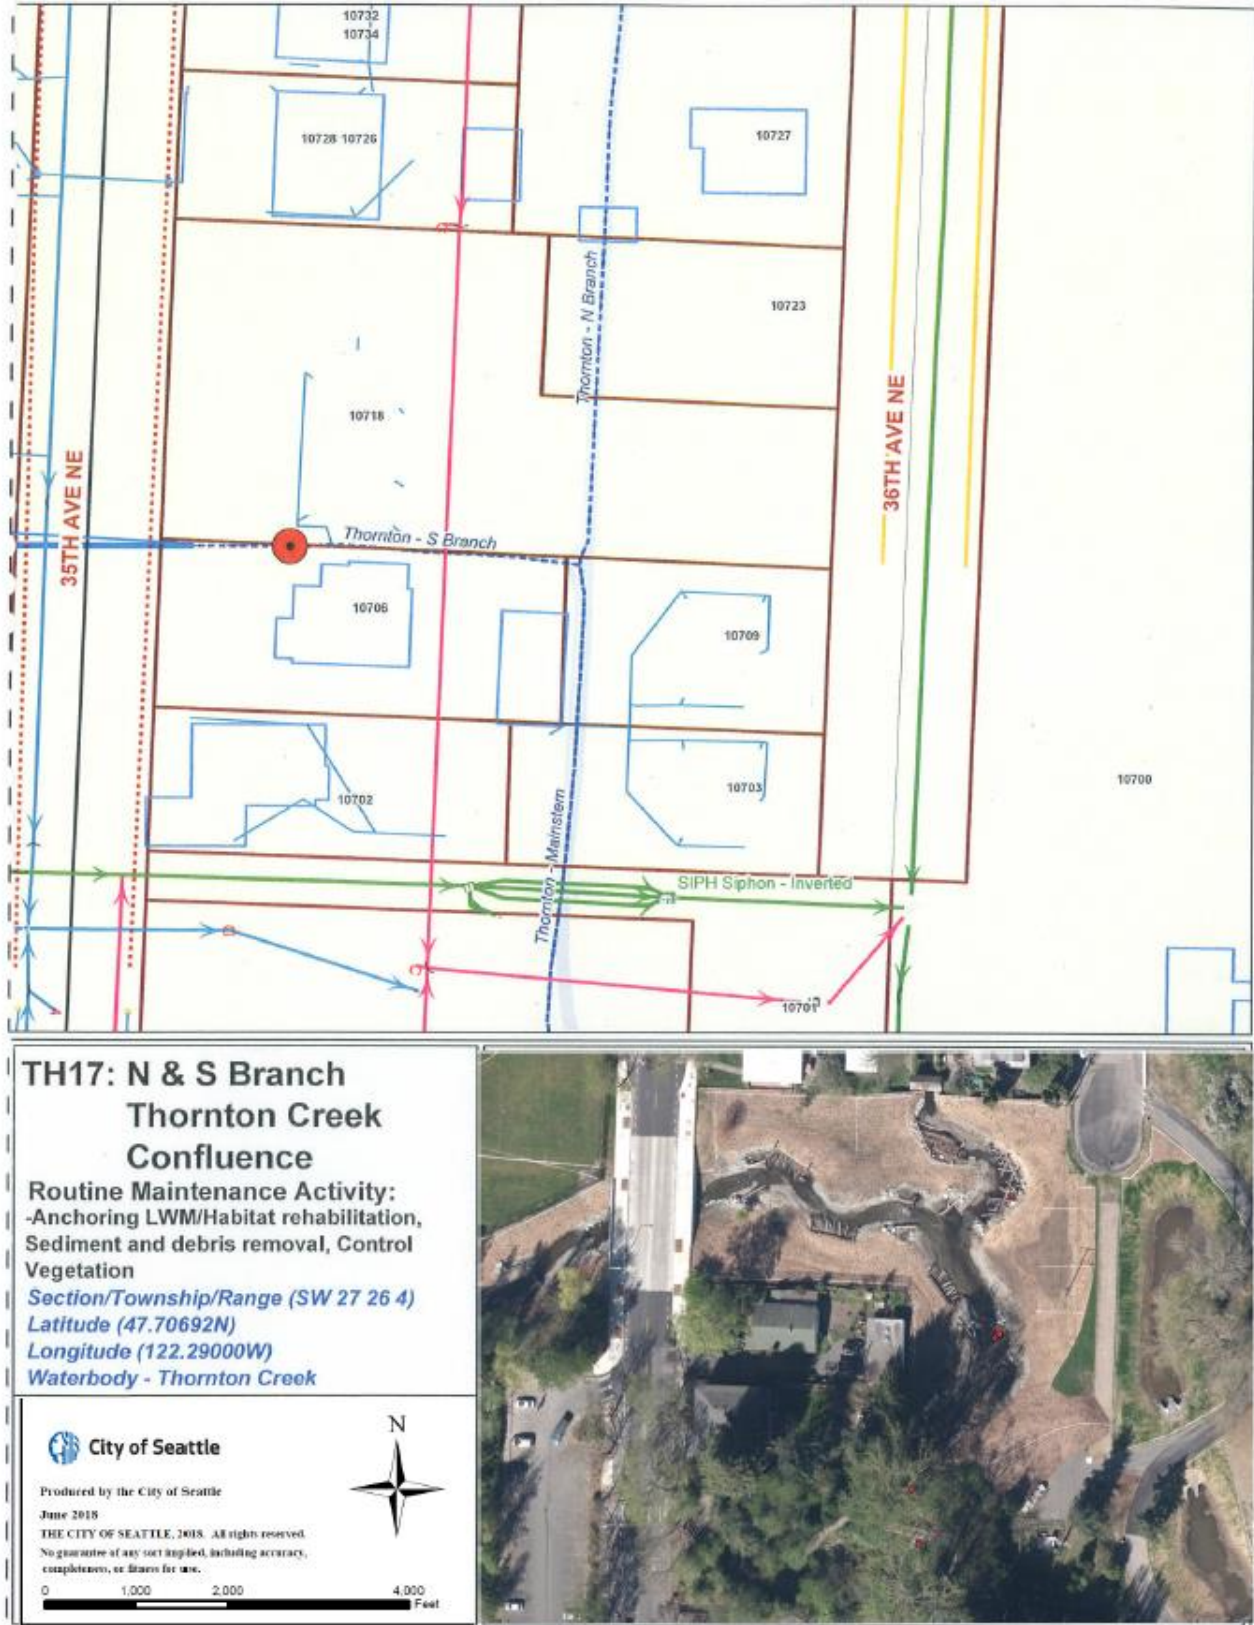 10732
10734
10728 10726
10727
Thornton - N Branch
10723
10718
36TH AVE NE
35TH AVE NE
Thornton - S Branch
10706
10709
10702
10703
10700
Thornton - Mainstem
SIPH Siphon - Inverted
10701
TH17: N & S Branch
Thornton Creek
Confluence
Routine Maintenance Activity:
-Anchoring LWM/Habitat rehabilitation,
Sediment and debris removal, Control
Vegetation
Section/Township/Range (SW 27 26 4)
Latitude (47.70692N)
Longitude (122.29000W)
Waterbody - Thornton Creek
N
City of Seattle
Produced by the City of Seattle
June 2018
THE CITY OF SEATTLE, 2018. All rights reserved.
No guarantee of any sort implied, including accuracy,
completeness, or fitness for use.
0 1,000 2,000 4,000
Feet